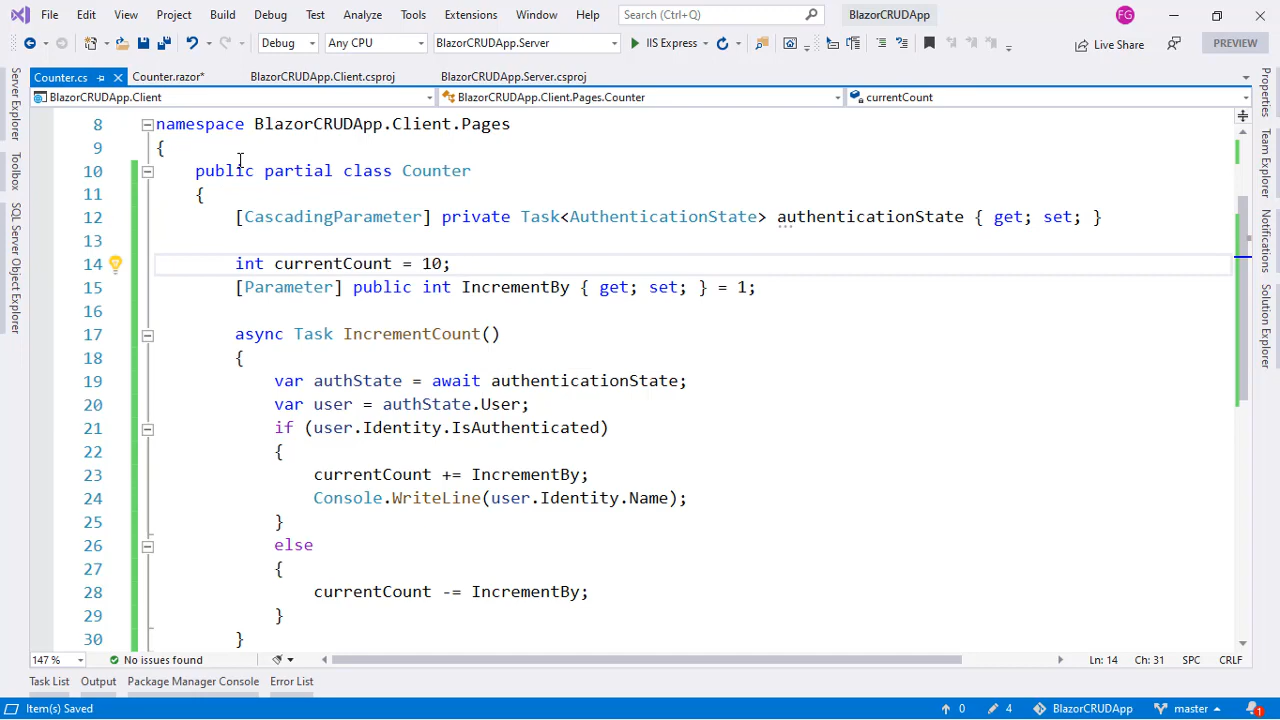 File Edit View Project Build Debug Test Analyze Tools Extensions Window Help Search (Ctrl+Q) BlazorCRUDApp FG
Debug Any CPU BlazorCRUDApp.Server IIS Express Live Share PREVIEW
Counter.cs Counter.razor* BlazorCRUDApp.Client.csproj BlazorCRUDApp.Server.csproj
BlazorCRUDApp.Client BlazorCRUDApp.Client.Pages.Counter currentCount
Server Explorer
Toolbox
SQL Server Object Explorer
8 namespace BlazorCRUDApp.Client.Pages
9 {
10 public partial class Counter
11 {
12 [CascadingParameter] private Task<AuthenticationState> authenticationState { get; set; }
13
14 int currentCount = 10;
15 [Parameter] public int IncrementBy { get; set; } = 1;
16
17 async Task IncrementCount()
18 {
19 var authState = await authenticationState;
20 var user = authState.User;
21 if (user.Identity.IsAuthenticated)
22 {
23 currentCount += IncrementBy;
24 Console.WriteLine(user.Identity.Name);
25 }
26 else
27 {
28 currentCount -= IncrementBy;
29 }
30 }
Properties
Team Explorer
Notifications
Solution Explorer
147 % No issues found Ln: 14 Ch: 31 SPC CRLF
Task List Output Package Manager Console Error List
Item(s) Saved 0 4 BlazorCRUDApp master 1